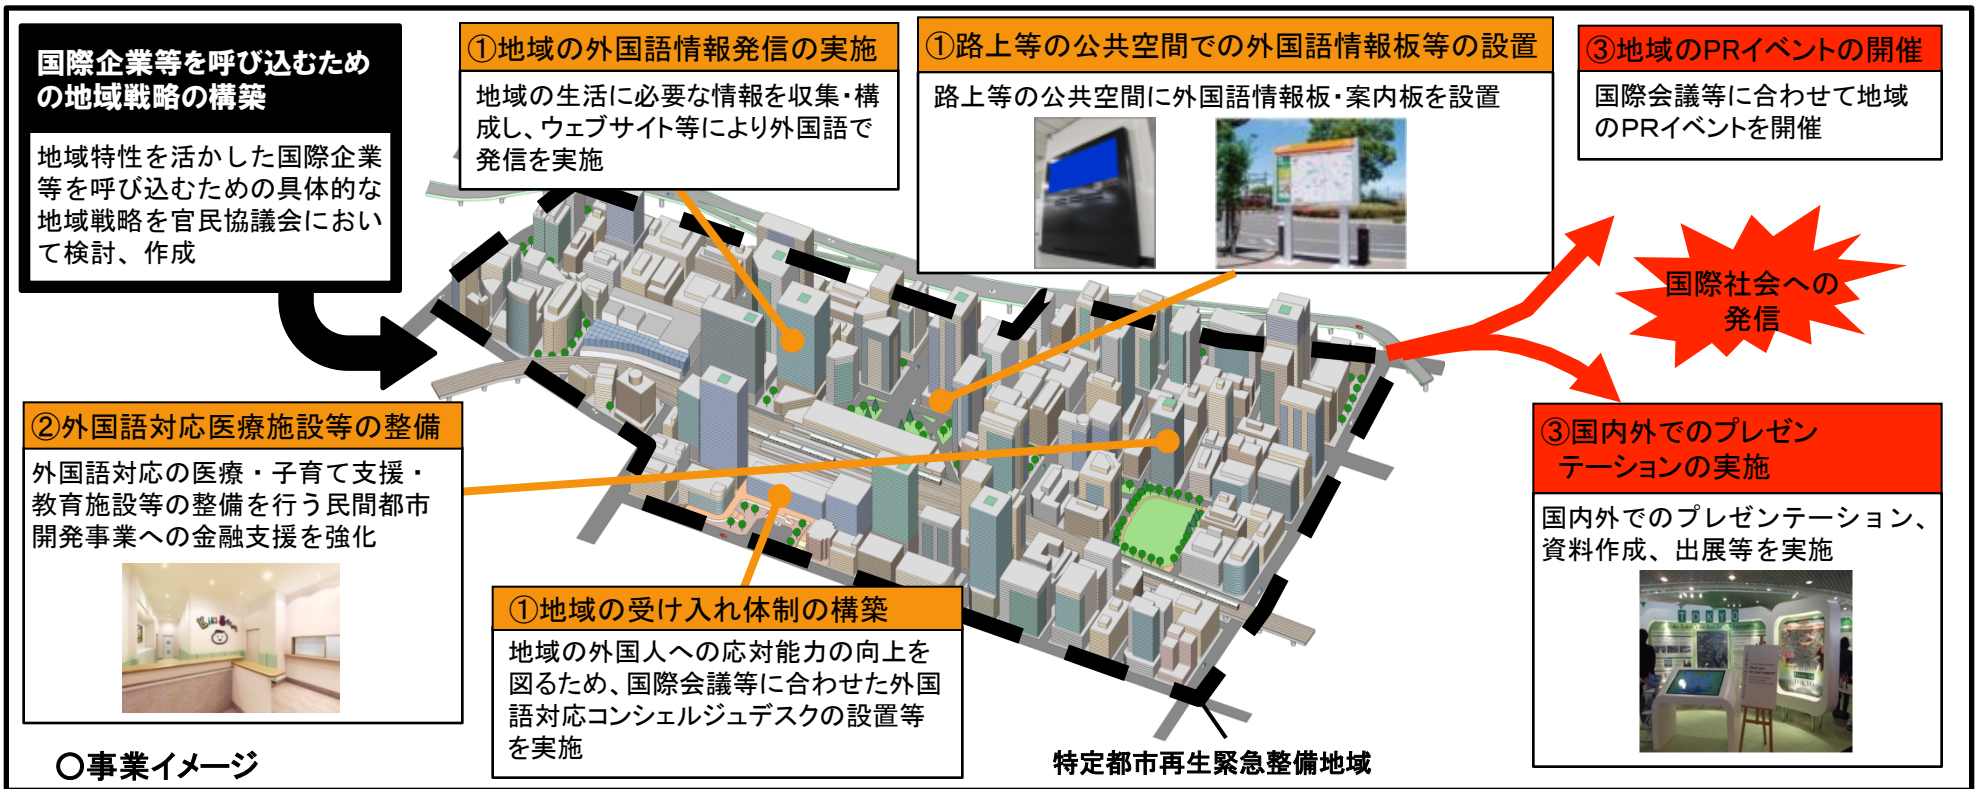 国際企業等を呼び込むため
の地域戦略の構築
地域特性を活かした国際企業
等を呼び込むための具体的な
地域戦略を官民協議会におい
て検討、作成
①地域の外国語情報発信の実施
地域の生活に必要な情報を収集・構
成し、ウェブサイト等により外国語で
発信を実施
①路上等の公共空間での外国語情報板等の設置
路上等の公共空間に外国語情報板・案内板を設置
③地域のPRイベントの開催
国際会議等に合わせて地域
のPRイベントを開催
国際社会への
発信
②外国語対応医療施設等の整備
外国語対応の医療・子育て支援・
教育施設等の整備を行う民間都市
開発事業への金融支援を強化
①地域の受け入れ体制の構築
地域の外国人への応対能力の向上を
図るため、国際会議等に合わせた外国
語対応コンシェルジュデスクの設置等
を実施
③国内外でのプレゼン
テーションの実施
国内外でのプレゼンテーション、
資料作成、出展等を実施
TOKYO
TOKYO
特定都市再生緊急整備地域
〇事業イメージ